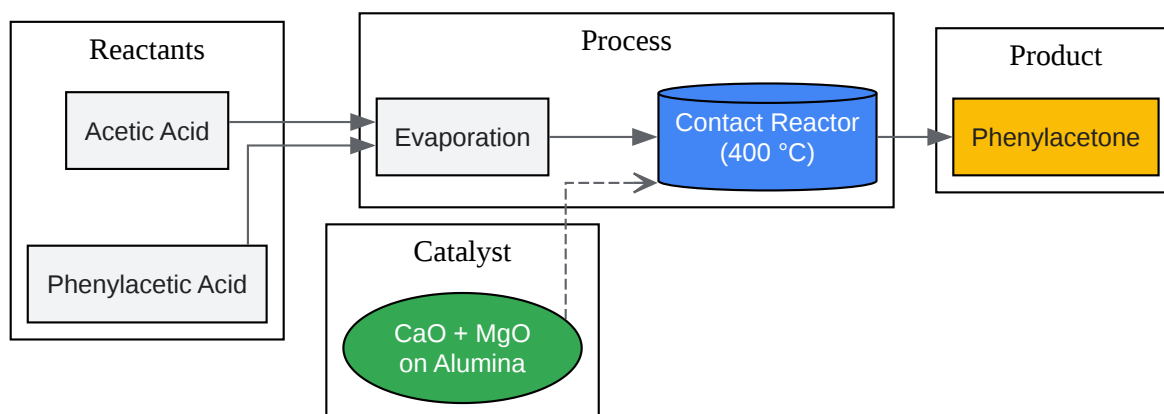 Reactants
Process
Product
Acetic Acid
Evaporation
Contact Reactor
(400 °C)
Phenylacetone
Phenylacetic Acid
Catalyst
CaO + MgO
on Alumina